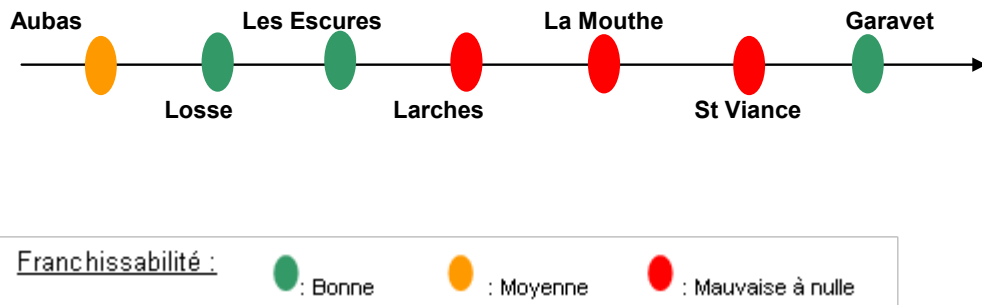 Aubas Les Escures La Mouthe Garavet
Losse Larches St Viance
Franchissabilité : : Bonne : Moyenne : Mauvaise à nulle